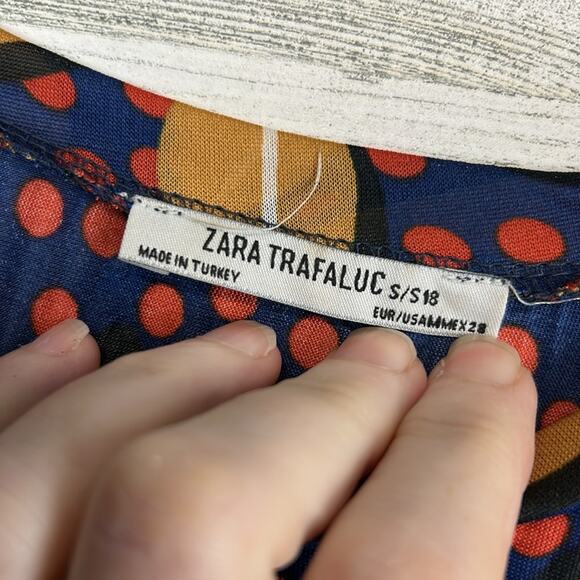 ZARA TRAFALUC S/S18
MADE IN TURKEY
EUR/USAMMEX28